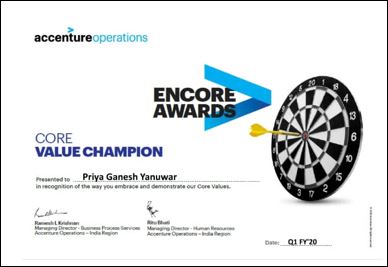 accentureoperations
ENCORE
AWARDS
CORE
VALUE CHAMPION
Presented to Priya Ganesh Yanuwar
in recognition of the way you embrace and demonstrate our Core Values.
Ramesh L Krishnan
Managing Director - Business Process Services
Accenture Operations – India Region
Ritu Bhati
Managing Director - Human Resources
Accenture Operations – India Region
Date: Q1 FY'20